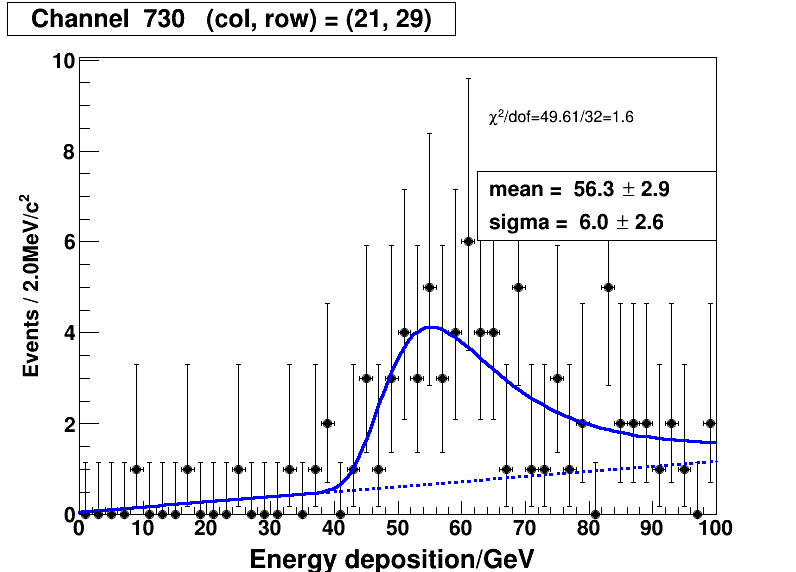 Channel 730 (col, row) = (21, 29)
10
8
6
4
2
0
Events / 2.0MeV/c²
χ²/dof=49.61/32=1.6
mean = 56.3 ± 2.9
sigma = 6.0 ± 2.6
0 10 20 30 40 50 60 70 80 90 100
Energy deposition/GeV